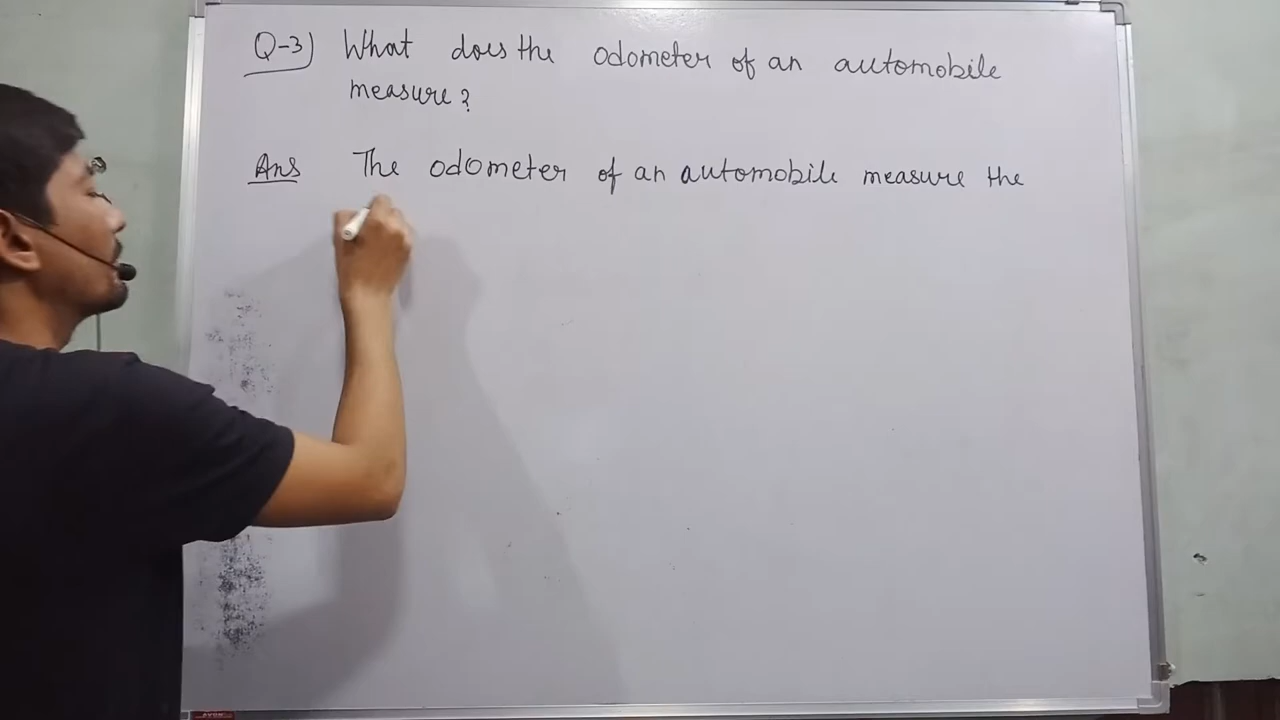 Q-3) What does the odometer of an automobile
measure?
Ans The odometer of an automobile measure the